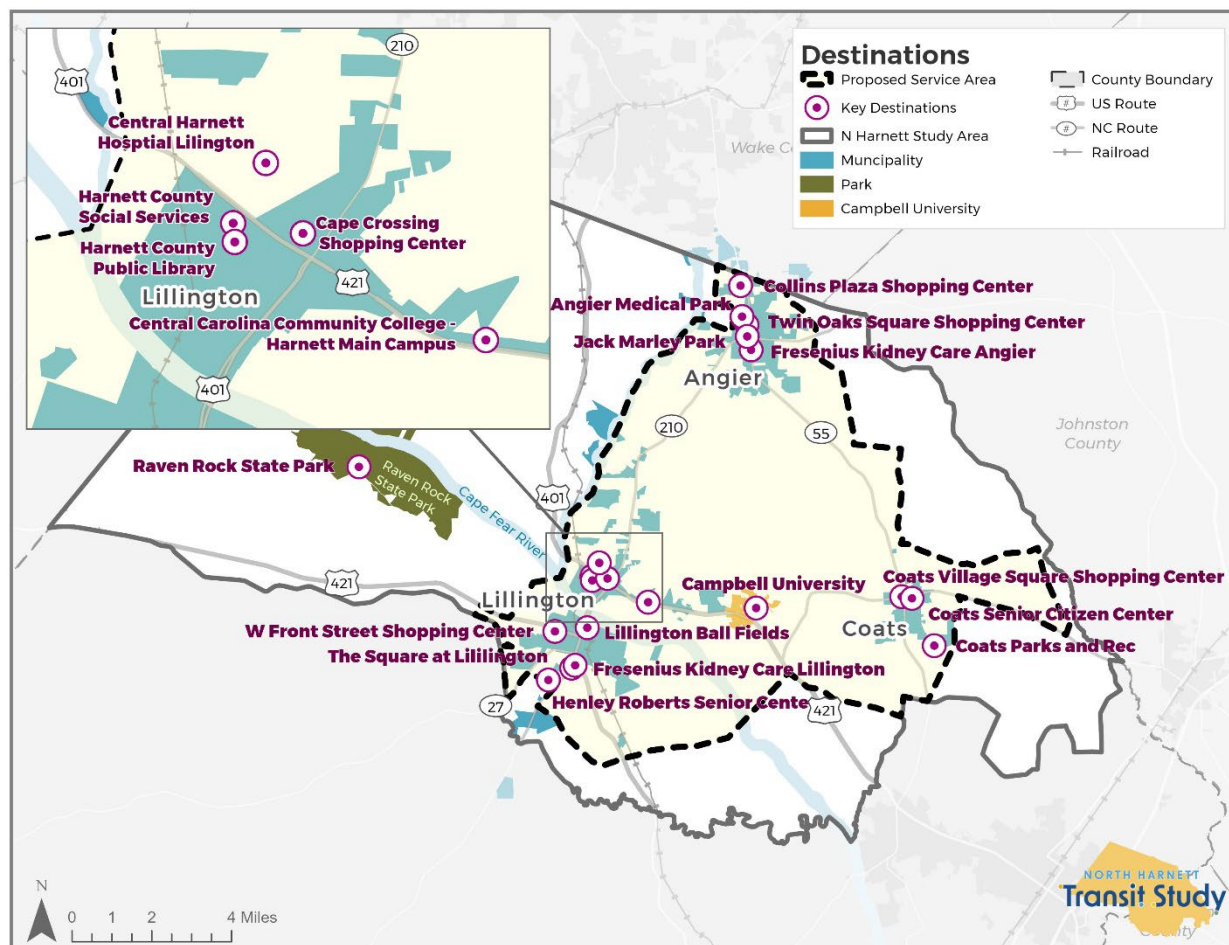 401
210
Central Harnett
Hosptial Lilington
Harnett County
Social Services
Harnett County
Public Library
Cape Crossing
Shopping Center
Lillington
421
Central Carolina Community College -
Harnett Main Campus
401
Destinations
Proposed Service Area
Key Destinations
N Harnett Study Area
Muncipality
Park
Campbell University
County Boundary
# US Route
# NC Route
Railroad
Collins Plaza Shopping Center
Angier Medical Park
Twin Oaks Square Shopping Center
Jack Marley Park
Fresenius Kidney Care Angier
Angier
210
55
Johnston
County
Raven Rock State Park
Raven Rock
State Park
Cape Fear River
401
421
Lillington
Campbell University
Coats Village Square Shopping Center
Coats Senior Citizen Center
Coats
Coats Parks and Rec
W Front Street Shopping Center
Lillington Ball Fields
The Square at Lillilington
Fresenius Kidney Care Lillington
Henley Roberts Senior Cente
27
421
N
0 1 2 4 Miles
NORTH HARNETT
Transit Study
County